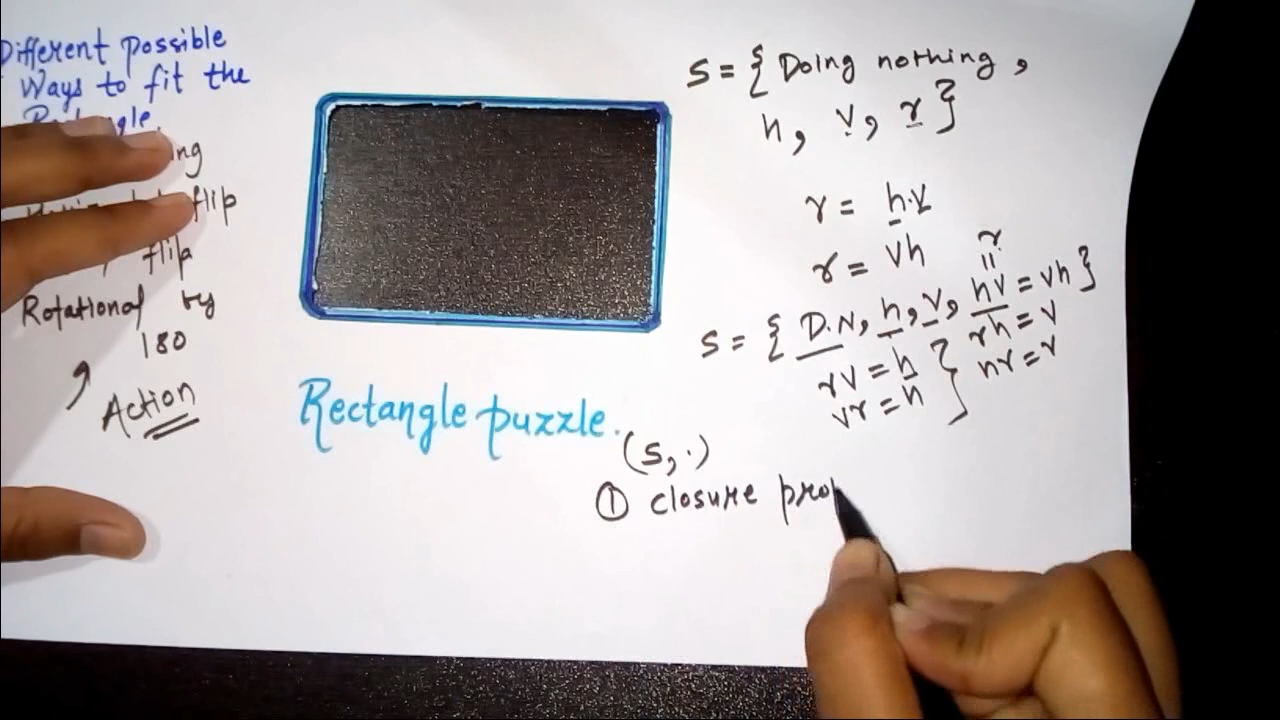 Different possible
Ways to fit the
flip
flip
Rotational by
180
Action
Rectangle puzzle.
S = { Doing nothing ,
h, v, r }
r = h.v
r = vh
r
=
S = { D.N, h, v, hv = vh }
rh = v
rv = h
hr = v
vr = h }
(S, .)
① closure pro